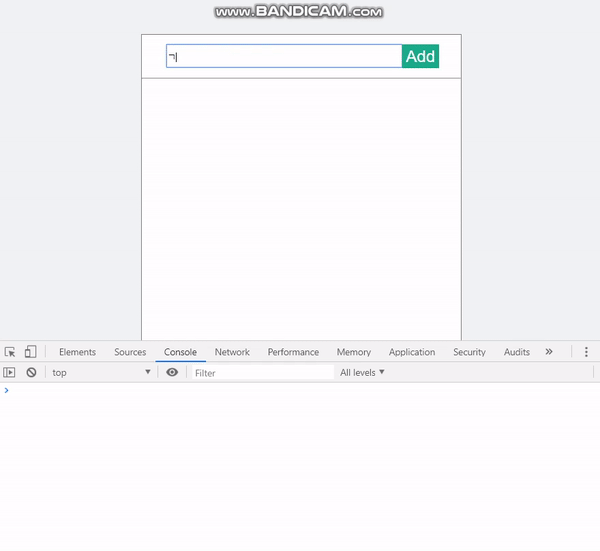 www.BANDICAM.com
ㄱ
Add
Elements Sources Console Network Performance Memory Application Security Audits »
top Filter All levels